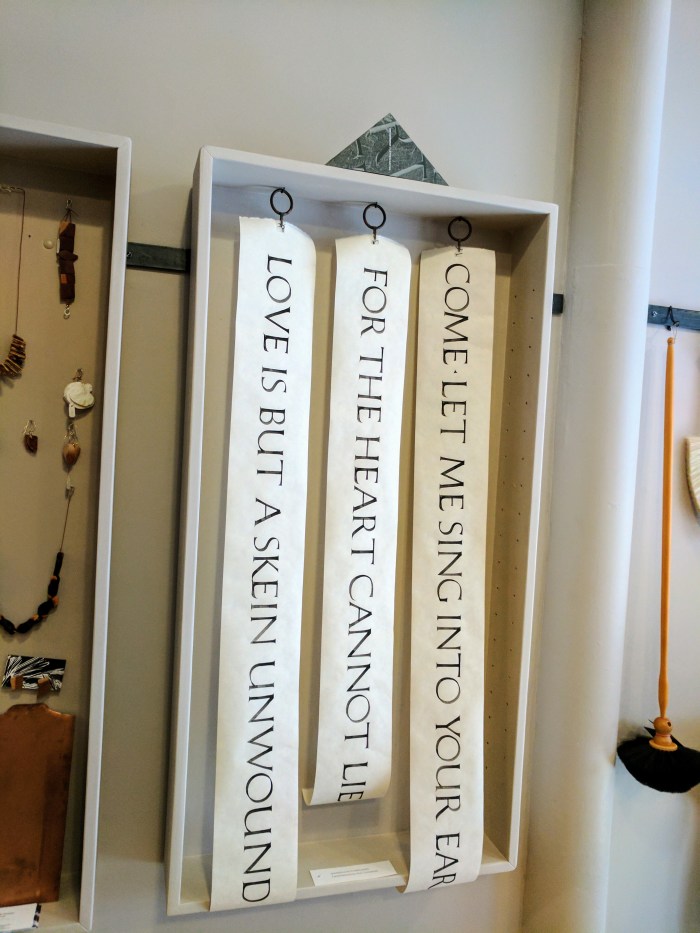 LOVE IS BUT A SKEIN UNWOUND
FOR THE HEART CANNOT LIE
COME·LET ME SING INTO YOUR EAR